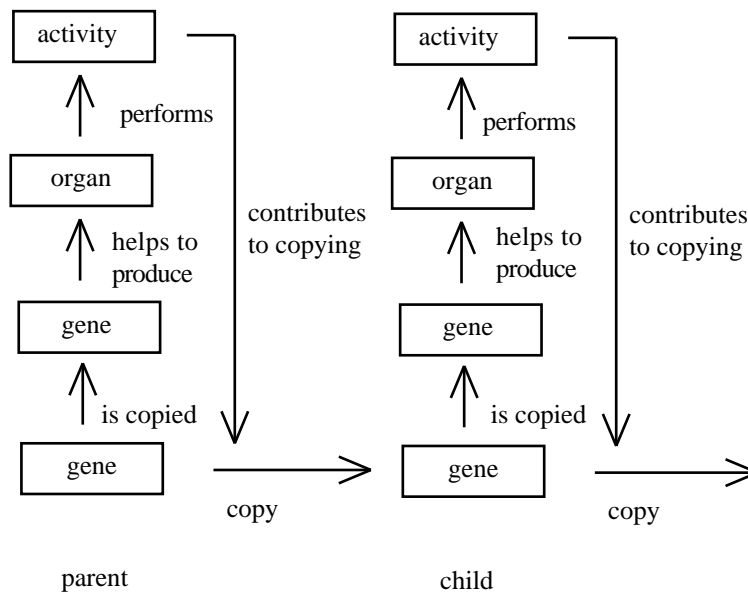 activity
performs
organ
contributes
to copying
helps to
produce
gene
is copied
gene
copy
parent
activity
performs
organ
contributes
to copying
helps to
produce
gene
is copied
gene
copy
child